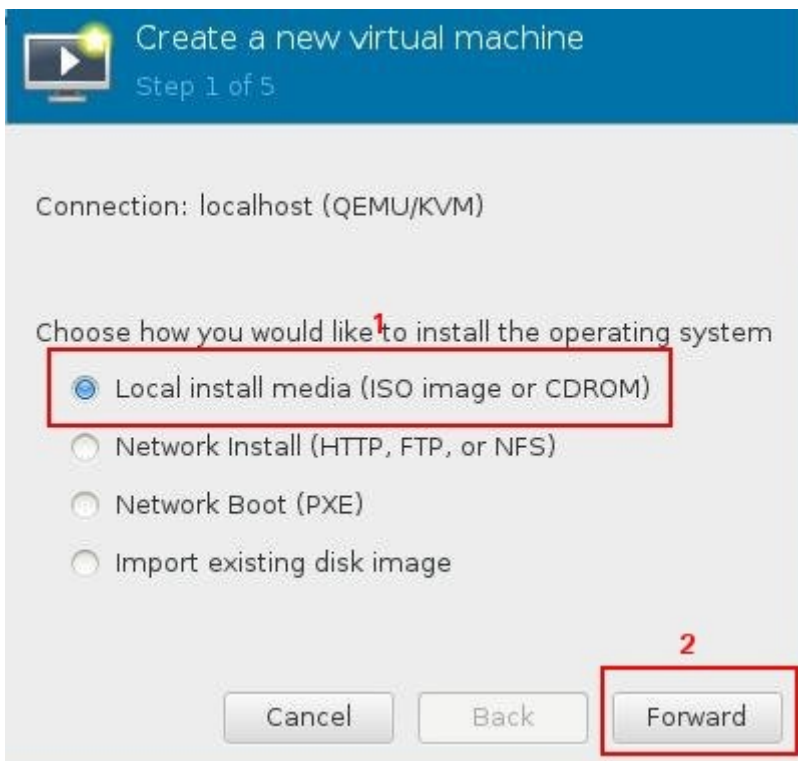 Create a new virtual machine
Step 1 of 5
Connection: localhost (QEMU/KVM)
1
Choose how you would like to install the operating system
Local install media (ISO image or CDROM)
Network Install (HTTP, FTP, or NFS)
Network Boot (PXE)
Import existing disk image
2
Cancel Back Forward